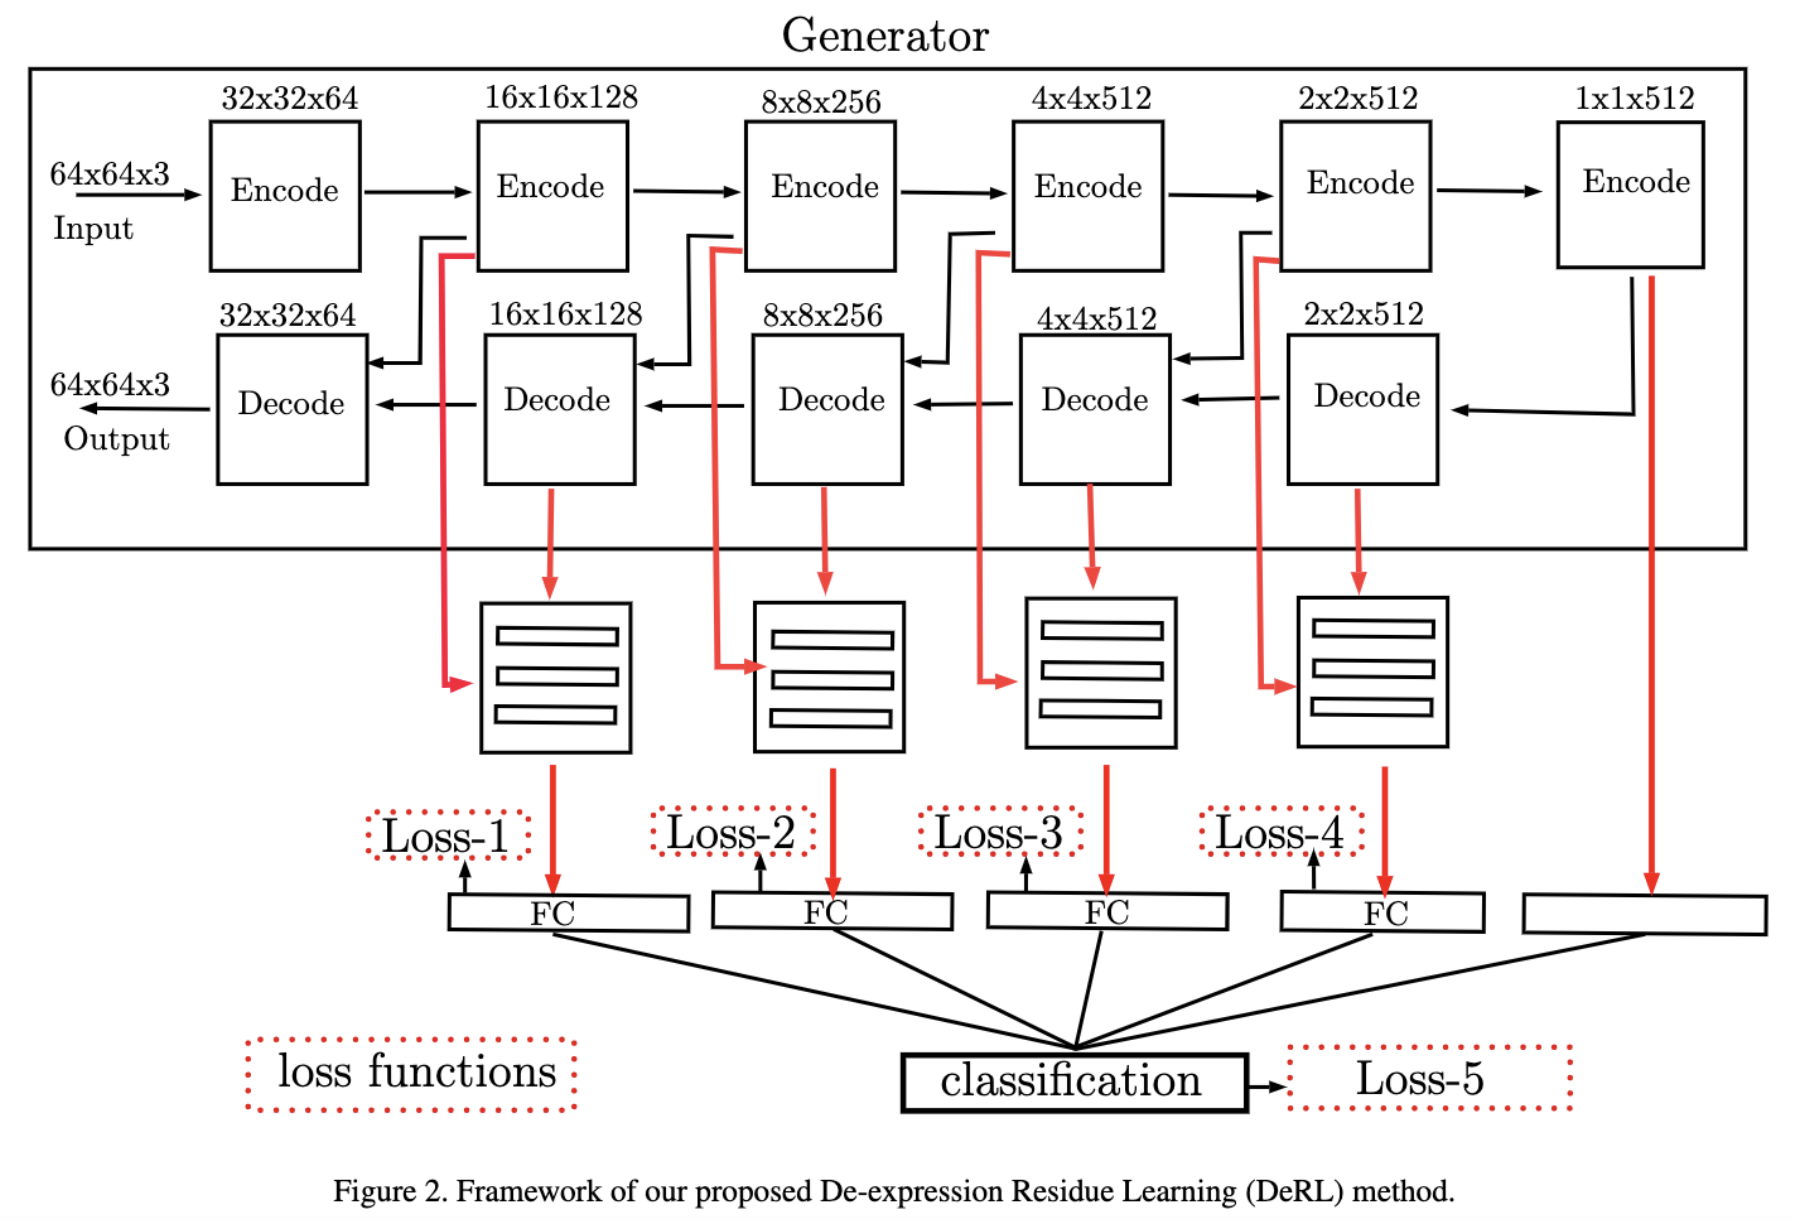 Generator
32x32x64
16x16x128
8x8x256
4x4x512
2x2x512
1x1x512
64x64x3
Input
Encode
Encode
Encode
Encode
Encode
Encode
32x32x64
16x16x128
8x8x256
4x4x512
2x2x512
64x64x3
Output
Decode
Decode
Decode
Decode
Decode
Loss-1
Loss-2
Loss-3
Loss-4
FC
FC
FC
FC
loss functions
classification
Loss-5
Figure 2. Framework of our proposed De-expression Residue Learning (DeRL) method.